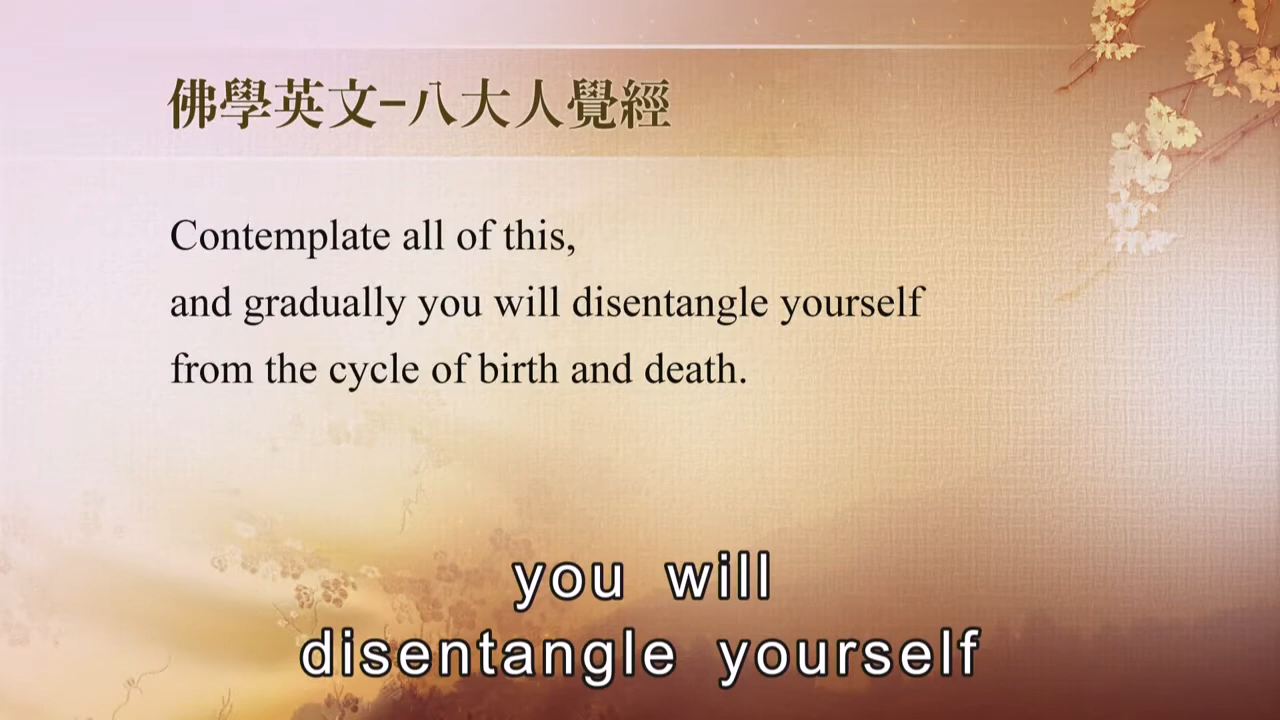 佛學英文-八大人覺經
Contemplate all of this,
and gradually you will disentangle yourself
from the cycle of birth and death.
you will
disentangle yourself